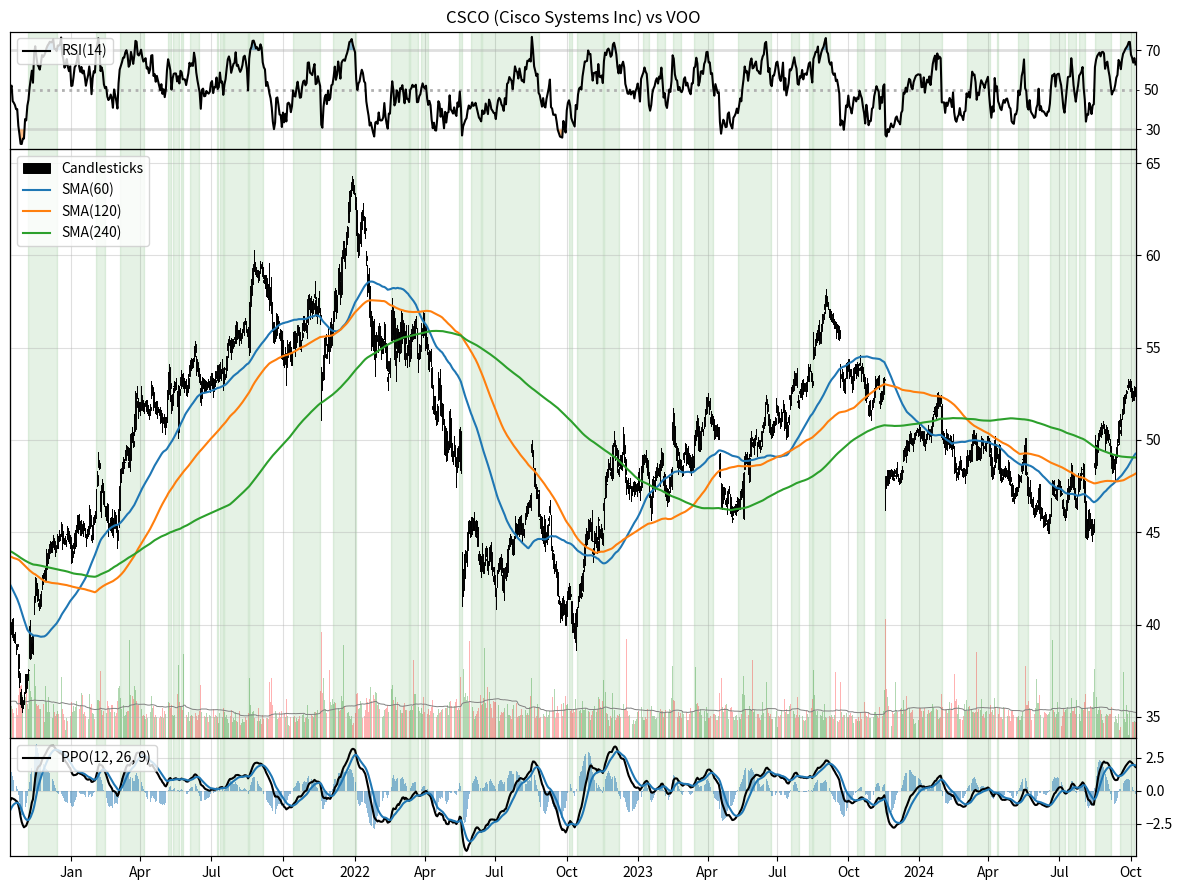 CSCO (Cisco Systems Inc) vs VOO
RSI(14)
70
50
30
Candlesticks
SMA(60)
SMA(120)
SMA(240)
65
60
55
50
45
40
35
PPO(12, 26, 9)
2.5
0.0
−2.5
Jan Apr Jul Oct 2022 Apr Jul Oct 2023 Apr Jul Oct 2024 Apr Jul Oct